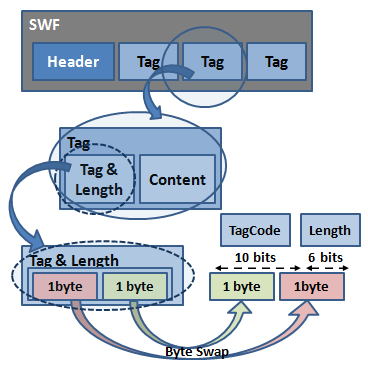 SWF
Header
Tag
Tag
Tag
Tag
Tag &
Length
Content
TagCode
Length
10 bits
6 bits
Tag & Length
1byte
1 byte
1 byte
1byte
Byte Swap